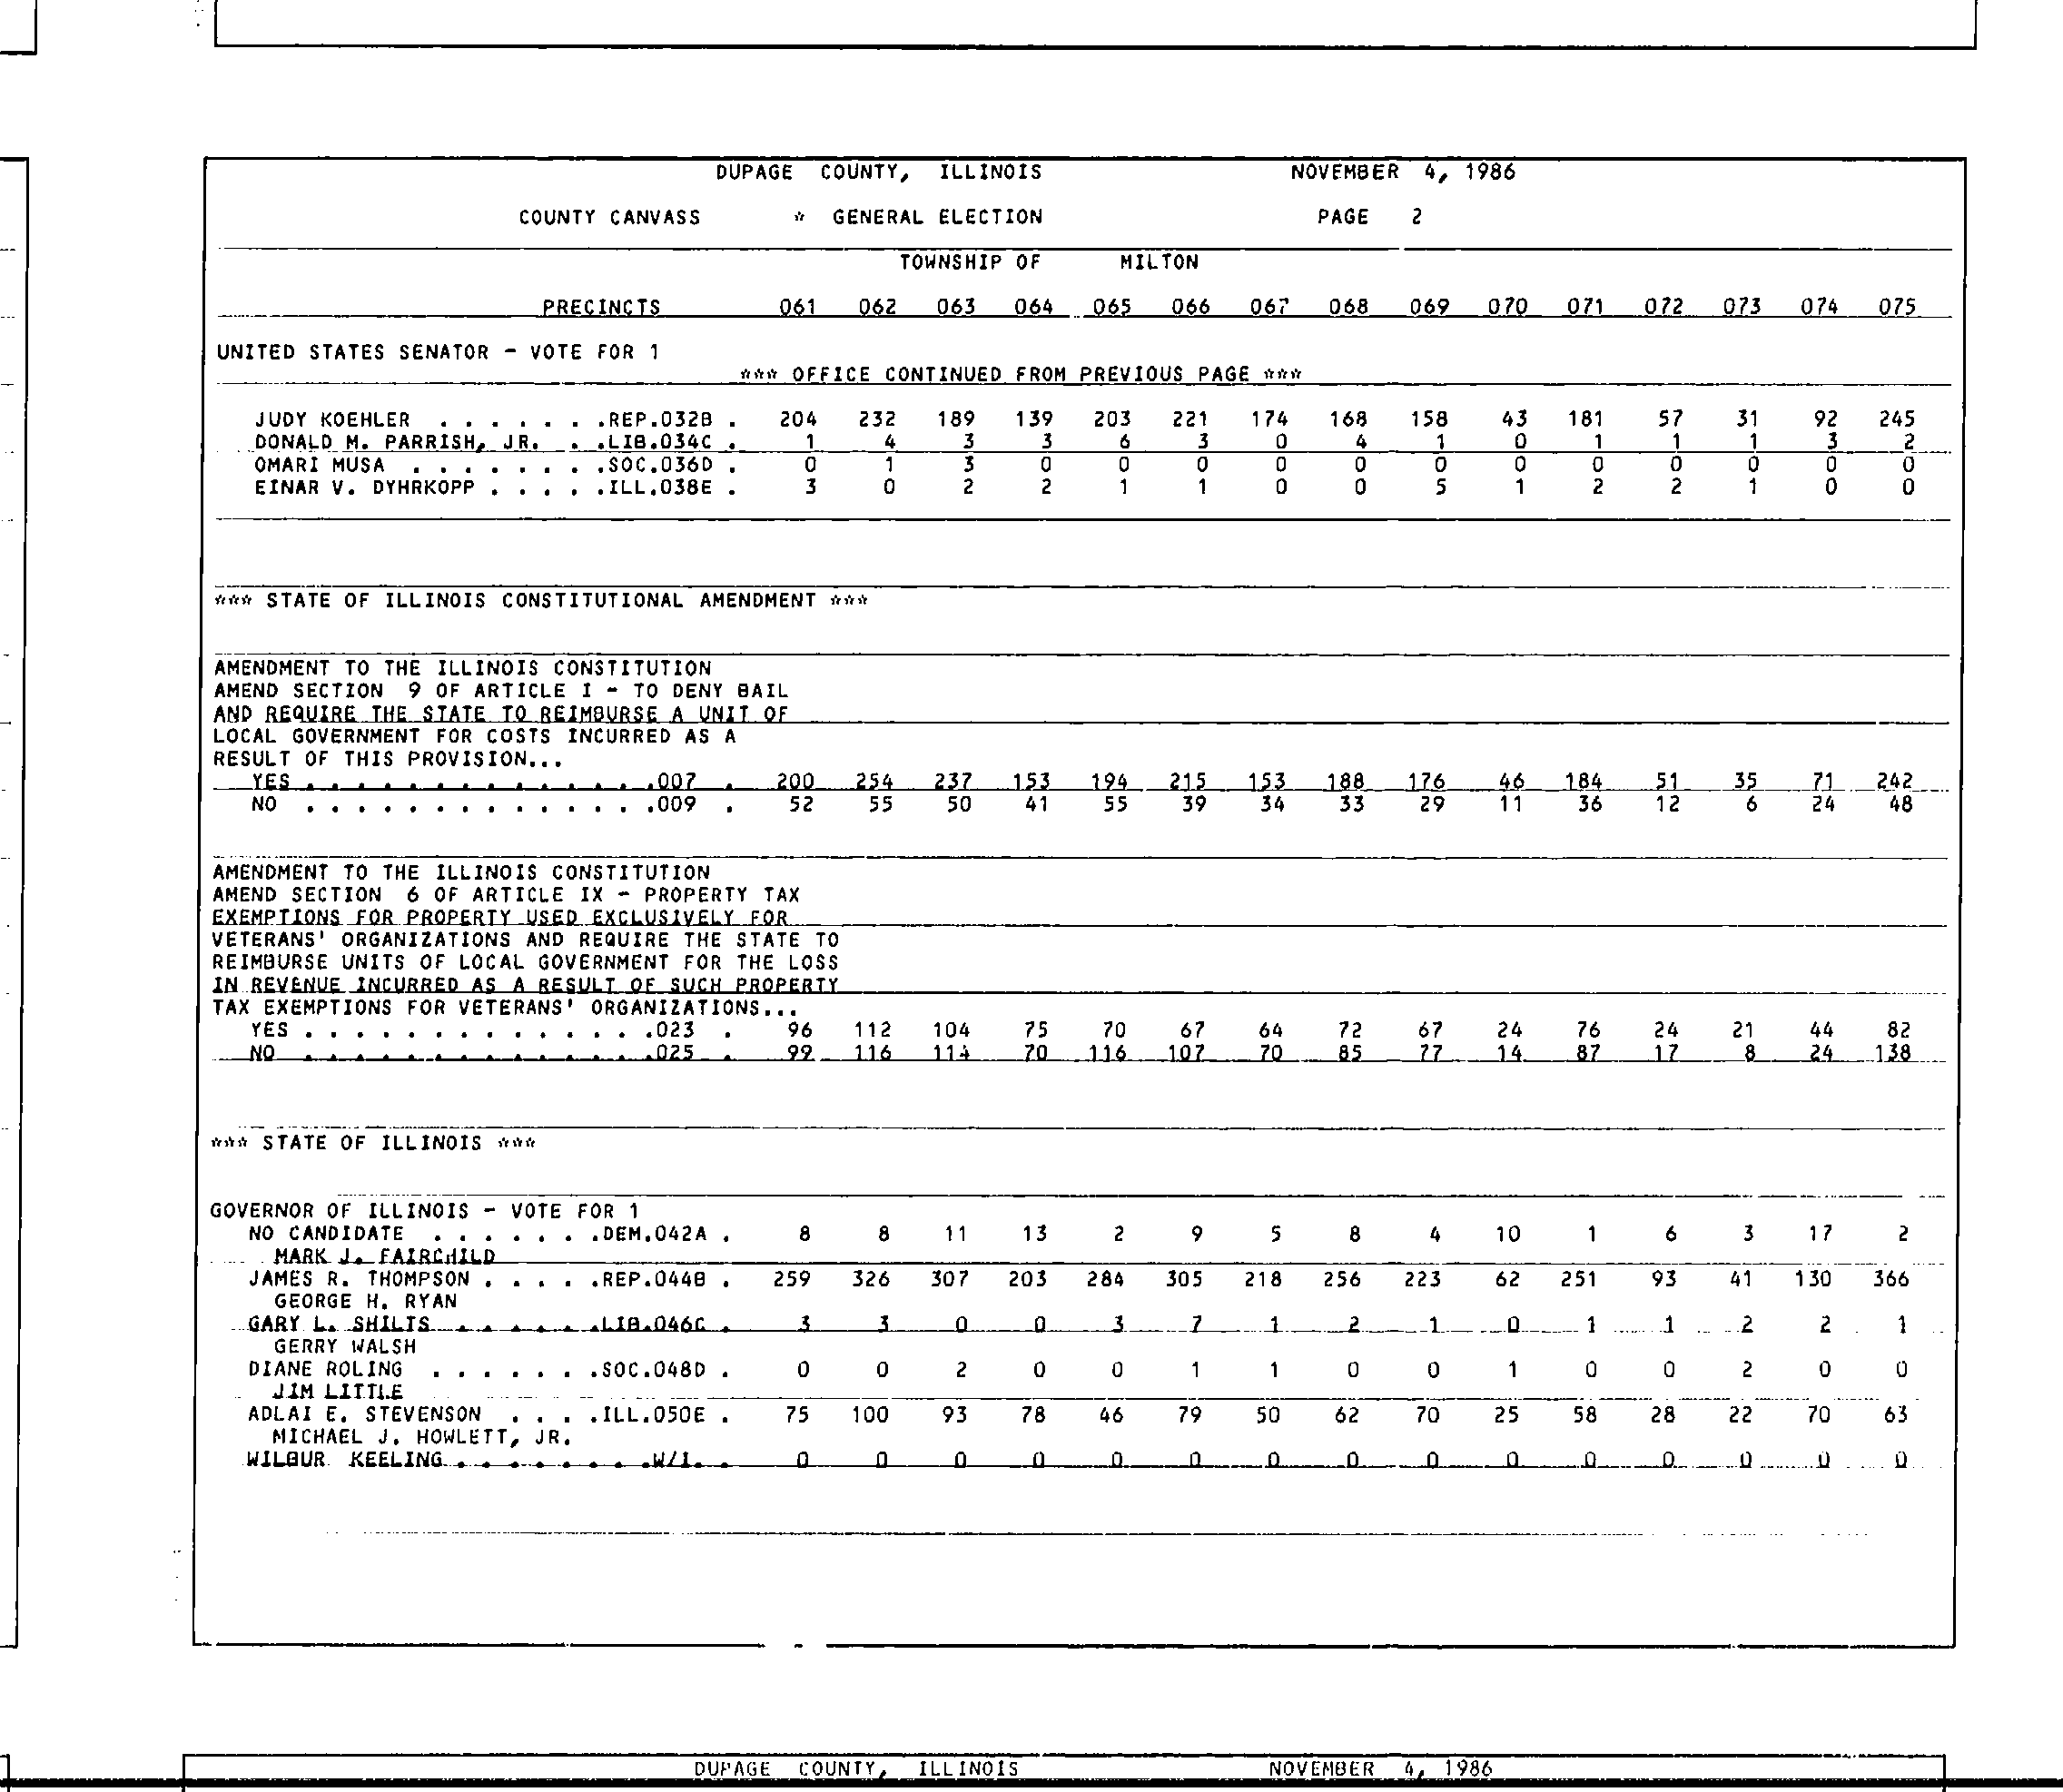 DUPAGE COUNTY, ILLINOIS NOVEMBER 4, 1986
COUNTY CANVASS * GENERAL ELECTION PAGE 2
TOWNSHIP OF MILTON
PRECINCTS 061 062 063 064 065 066 067 068 069 070 071 072 073 074 075
UNITED STATES SENATOR - VOTE FOR 1
*** OFFICE CONTINUED FROM PREVIOUS PAGE ***
JUDY KOEHLER . . . . . . .REP.032B . 204 232 189 139 203 221 174 168 158 43 181 57 31 92 245
DONALD M. PARRISH, JR. . .LIB.034C . 1 4 3 3 6 3 0 4 1 0 1 1 1 3 2
OMARI MUSA . . . . . . . .SOC.036D . 0 1 3 0 0 0 0 0 0 0 0 0 0 0 0
EINAR V. DYHRKOPP . . . . .ILL.038E . 3 0 2 2 1 1 0 0 5 1 2 2 1 0 0
*** STATE OF ILLINOIS CONSTITUTIONAL AMENDMENT ***
AMENDMENT TO THE ILLINOIS CONSTITUTION
AMEND SECTION 9 OF ARTICLE I - TO DENY BAIL
AND REQUIRE THE STATE TO REIMBURSE A UNIT OF
LOCAL GOVERNMENT FOR COSTS INCURRED AS A
RESULT OF THIS PROVISION...
YES . . . . . . . . . . . . . .007 . 200 254 237 153 194 215 153 188 176 46 184 51 35 71 242
NO . . . . . . . . . . . . . .009 . 52 55 50 41 55 39 34 33 29 11 36 12 6 24 48
AMENDMENT TO THE ILLINOIS CONSTITUTION
AMEND SECTION 6 OF ARTICLE IX - PROPERTY TAX
EXEMPTIONS FOR PROPERTY USED EXCLUSIVELY FOR
VETERANS' ORGANIZATIONS AND REQUIRE THE STATE TO
REIMBURSE UNITS OF LOCAL GOVERNMENT FOR THE LOSS
IN REVENUE INCURRED AS A RESULT OF SUCH PROPERTY
TAX EXEMPTIONS FOR VETERANS' ORGANIZATIONS...
YES . . . . . . . . . . . . . .023 . 96 112 104 75 70 67 64 72 67 24 76 24 21 44 82
NO . . . . . . . . . . . . . .025 . 99 116 114 70 116 107 70 85 77 14 87 17 8 24 138
*** STATE OF ILLINOIS ***
GOVERNOR OF ILLINOIS - VOTE FOR 1
NO CANDIDATE . . . . . . .DEM.042A . 8 8 11 13 2 9 5 8 4 10 1 6 3 17 2
MARK J. FAIRCHILD
JAMES R. THOMPSON . . . . .REP.044B . 259 326 307 203 284 305 218 256 223 62 251 93 41 130 366
GEORGE H. RYAN
GARY L. SHILTS . . . . . .LIB.046C . 3 3 0 0 3 7 1 2 1 0 1 1 2 2 1
GERRY WALSH
DIANE ROLING . . . . . . .SOC.048D . 0 0 2 0 0 1 1 0 0 1 0 0 2 0 0
JIM LITTLE
ADLAI E. STEVENSON . . . .ILL.050E . 75 100 93 78 46 79 50 62 70 25 58 28 22 70 63
MICHAEL J. HOWLETT, JR.
WILBUR KEELING . . . . . . . .W/I. . 0 0 0 0 0 0 0 0 0 0 0 0 0 0 0
DUPAGE COUNTY, ILLINOIS NOVEMBER 4, 1986